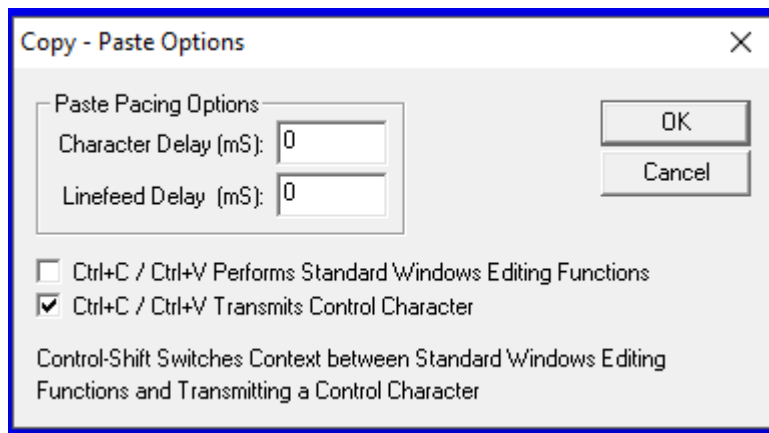 Copy - Paste Options
Paste Pacing Options
Character Delay (mS): 0
Linefeed Delay (mS): 0
OK
Cancel
Ctrl+C / Ctrl+V Performs Standard Windows Editing Functions
Ctrl+C / Ctrl+V Transmits Control Character
Control-Shift Switches Context between Standard Windows Editing
Functions and Transmitting a Control Character